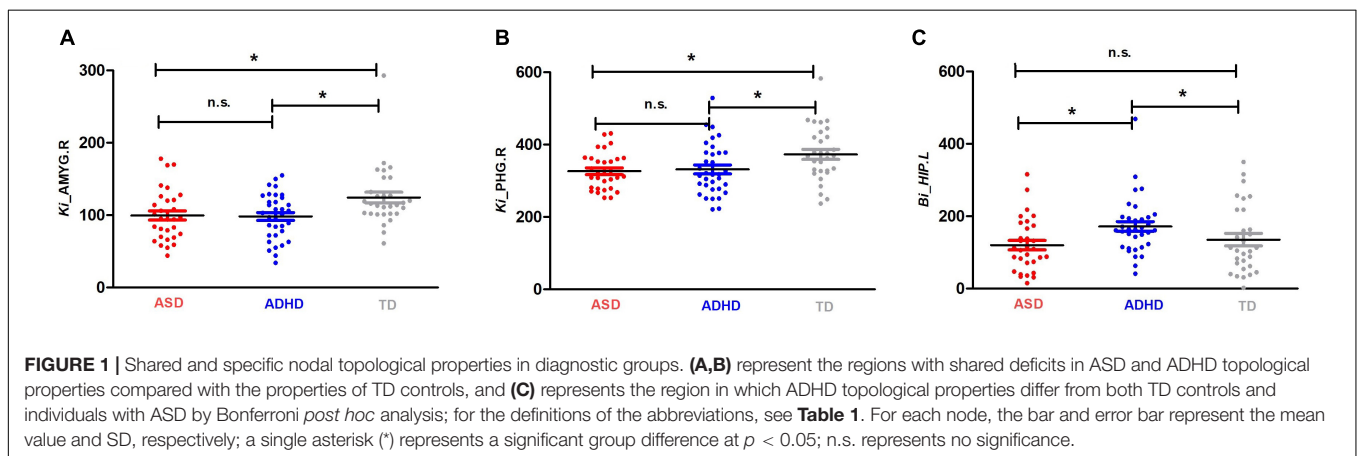 A
*
n.s.
*
300
200
100
0
Ki_AMYG.R
ASD
ADHD
TD
B
*
n.s.
*
600
400
200
0
Ki_PHG.R
ASD
ADHD
TD
C
n.s.
*
*
600
400
200
0
Bi_HIP.L
ASD
ADHD
TD
FIGURE 1 | Shared and specific nodal topological properties in diagnostic groups. (A,B) represent the regions with shared deficits in ASD and ADHD topological
properties compared with the properties of TD controls, and (C) represents the region in which ADHD topological properties differ from both TD controls and
individuals with ASD by Bonferroni post hoc analysis; for the definitions of the abbreviations, see Table 1. For each node, the bar and error bar represent the mean
value and SD, respectively; a single asterisk (*) represents a significant group difference at p < 0.05; n.s. represents no significance.